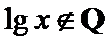 lg x ∉ Q